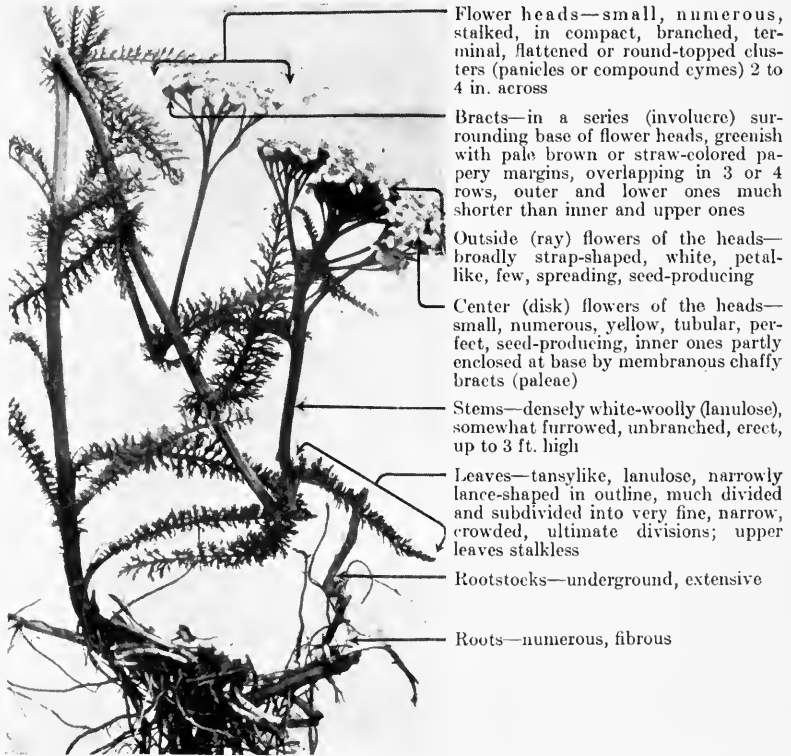 Flower heads—small, numerous,
stalked, in compact, branched, ter-
minal, flattened or round-topped clus-
ters (panicles or compound cymes) 2 to
4 in. across
Bracts—in a series (involucre) sur-
rounding base of flower heads, greenish
with pale brown or straw-colored pa-
pery margins, overlapping in 3 or 4
rows, outer and lower ones much
shorter than inner and upper ones
Outside (ray) flowers of the heads—
broadly strap-shaped, white, petal-
like, few, spreading, seed-producing
Center (disk) flowers of the heads—
small, numerous, yellow, tubular, per-
fect, seed-producing, inner ones partly
enclosed at base by membranous chaffy
bracts (paleae)
Stems—densely white-woolly (lanulose),
somewhat furrowed, unbranched, erect,
up to 3 ft. high
Leaves—tansylike, lanulose, narrowly
lance-shaped in outline, much divided
and subdivided into very fine, narrow,
crowded, ultimate divisions; upper
leaves stalkless
Rootstocks—underground, extensive
Roots—numerous, fibrous